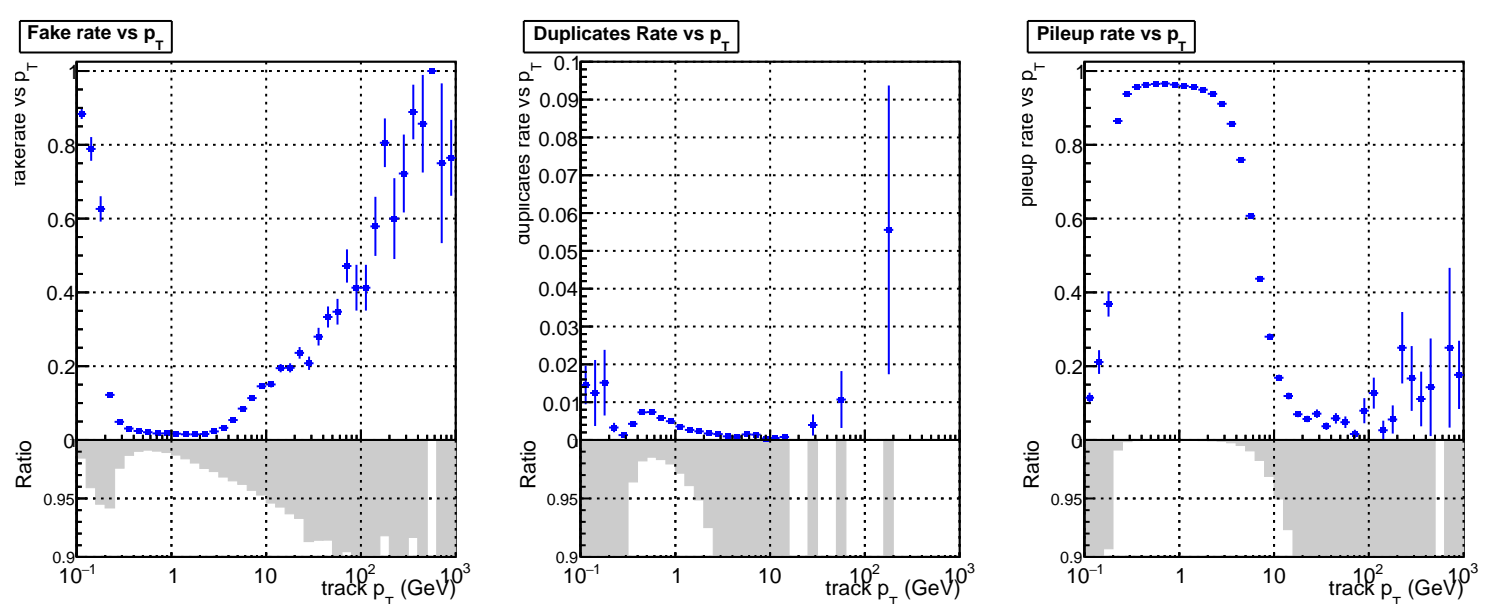 Fake rate vs p_T
fakerate vs p_T
1
0.8
0.6
0.4
0.2
0
Ratio
0.95
0.9
10^−1 1 10 10^2 10^3
track p_T (GeV)
Duplicates Rate vs p_T
duplicates rate vs p_T
0.1
0.09
0.08
0.07
0.06
0.05
0.04
0.03
0.02
0.01
0
Ratio
0.95
0.9
10^−1 1 10 10^2 10^3
track p_T (GeV)
Pileup rate vs p_T
pileup rate vs p_T
1
0.8
0.6
0.4
0.2
0
Ratio
0.95
0.9
10^−1 1 10 10^2 10^3
track p_T (GeV)